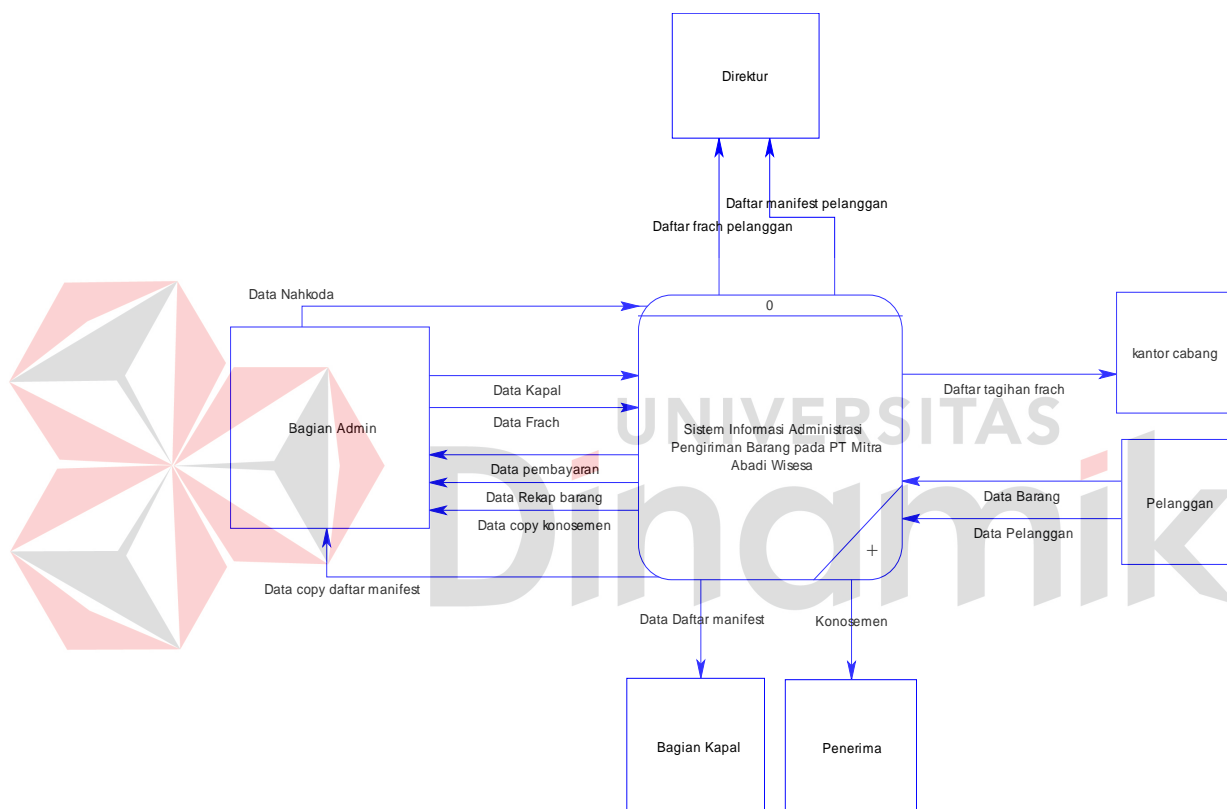 Direktur
Daftar manifest pelanggan
Daftar frach pelanggan
Data Nahkoda
0
kantor cabang
Data Kapal
Daftar tagihan frach
Data Frach
UNIVERSITAS
Bagian Admin
Sistem Informasi Administrasi
Pengiriman Barang pada PT Mitra
Abadi Wisesa
Dinamika
Data pembayaran
Data Rekap barang
Data copy konosemen
Data Barang
Pelanggan
Data Pelanggan
+
Data copy daftar manifest
Data Daftar manifest
Konosemen
Bagian Kapal
Penerima